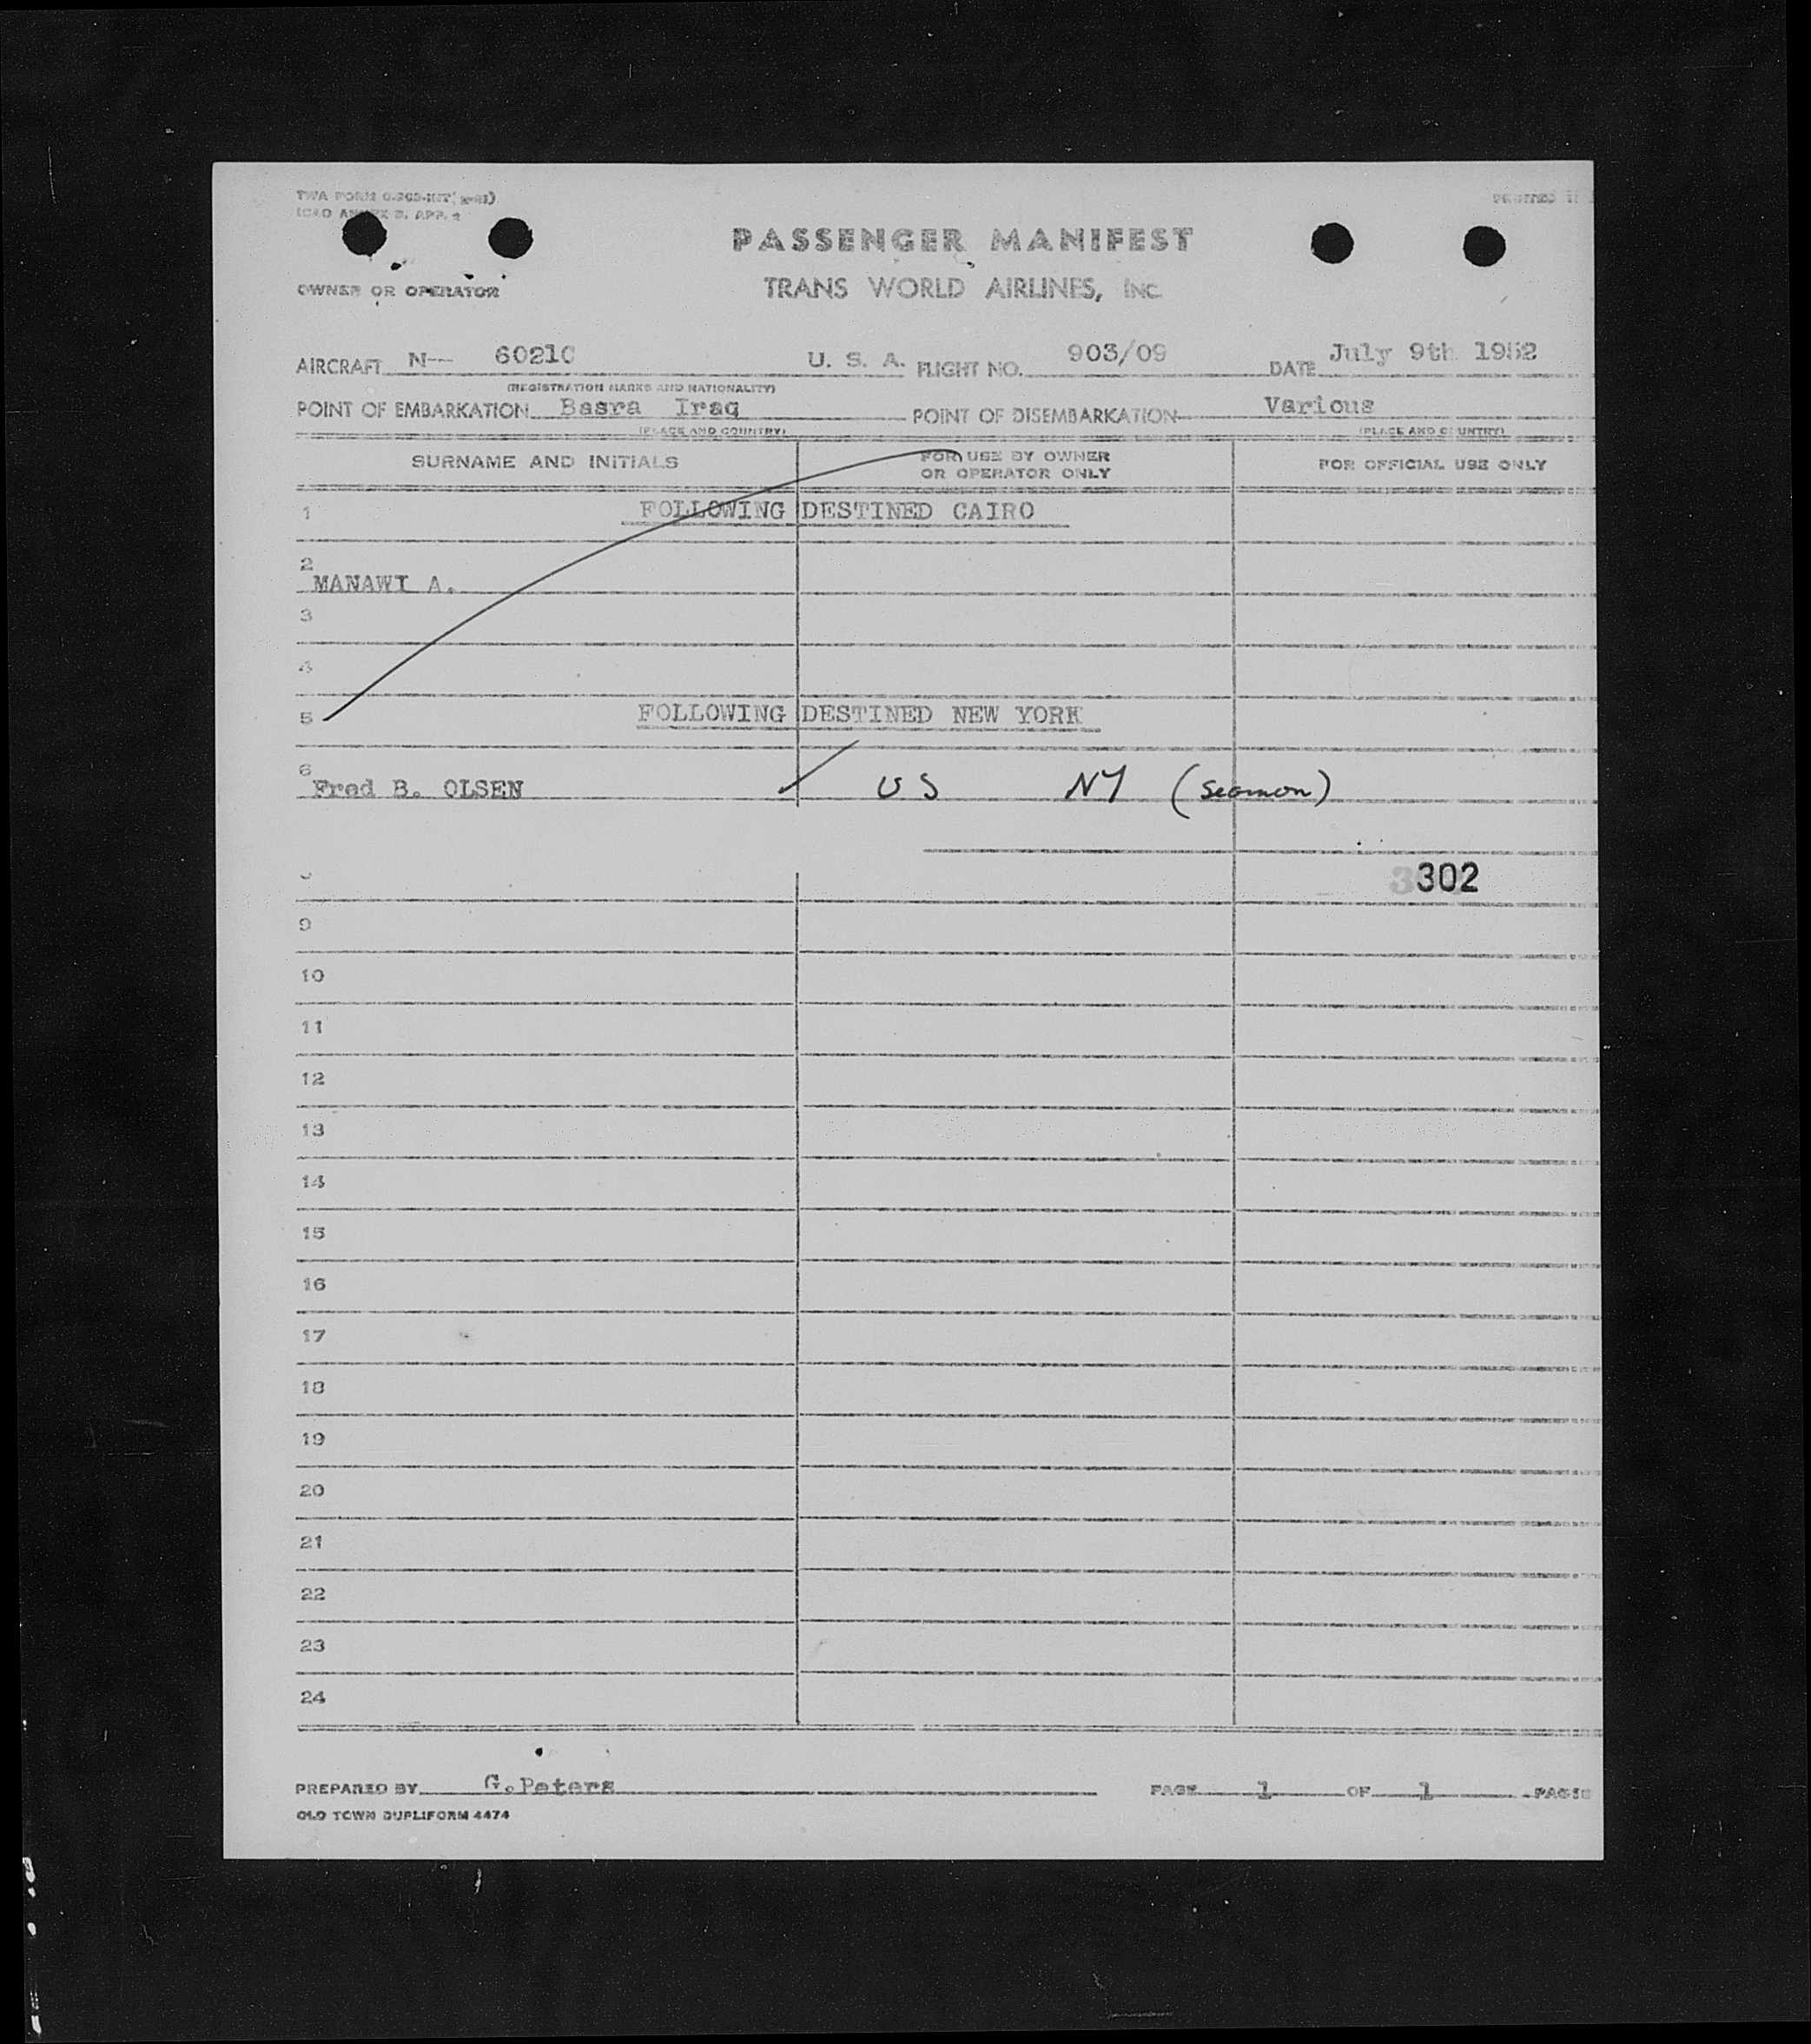 ICAO ANNEX 9, APP. 2
PASSENGER MANIFEST
OWNER OR OPERATOR TRANS WORLD AIRLINES, INC.
AIRCRAFT N-- 60210 U. S. A. FLIGHT NO. 903/09 DATE July 9th 1952
(REGISTRATION MARKS AND NATIONALITY)
POINT OF EMBARKATION Basra Iraq POINT OF DISEMBARKATION Various
(PLACE AND COUNTRY) (PLACE AND COUNTRY)
SURNAME AND INITIALS FOR USE BY OWNER OR OPERATOR ONLY FOR OFFICIAL USE ONLY
1 FOLLOWING DESTINED CAIRO
2 MANAWI A.
3
4
5 FOLLOWING DESTINED NEW YORK
6 Fred B. OLSEN US NY (Seaman)
302
9
10
11
12
13
14
15
16
17
18
19
20
21
22
23
24
PREPARED BY G.Peters PAGE 1 OF 1 PAGES
OLD TOWN DUPLIFORM 4474